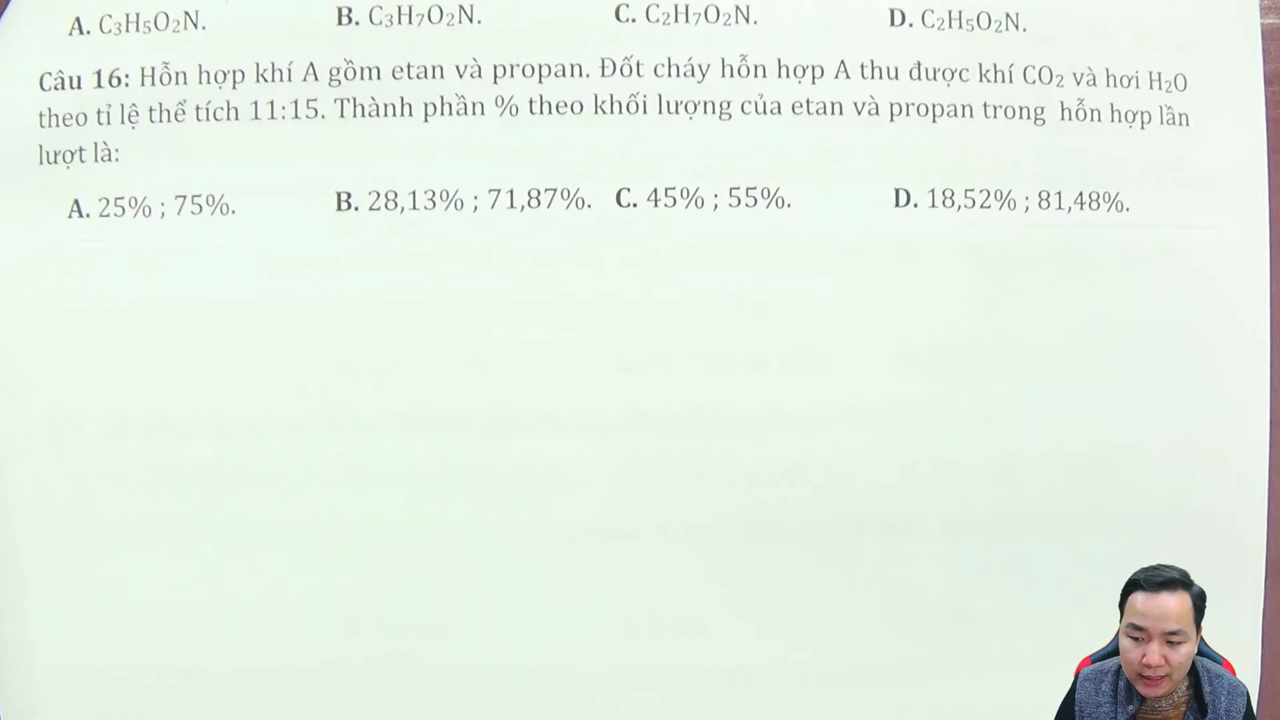 A. C₃H₅O₂N. B. C₃H₇O₂N. C. C₂H₇O₂N. D. C₂H₅O₂N.
Câu 16: Hỗn hợp khí A gồm etan và propan. Đốt cháy hỗn hợp A thu được khí CO₂ và hơi H₂O
theo tỉ lệ thể tích 11:15. Thành phần % theo khối lượng của etan và propan trong hỗn hợp lần
lượt là:
A. 25% ; 75%. B. 28,13% ; 71,87%. C. 45% ; 55%. D. 18,52% ; 81,48%.